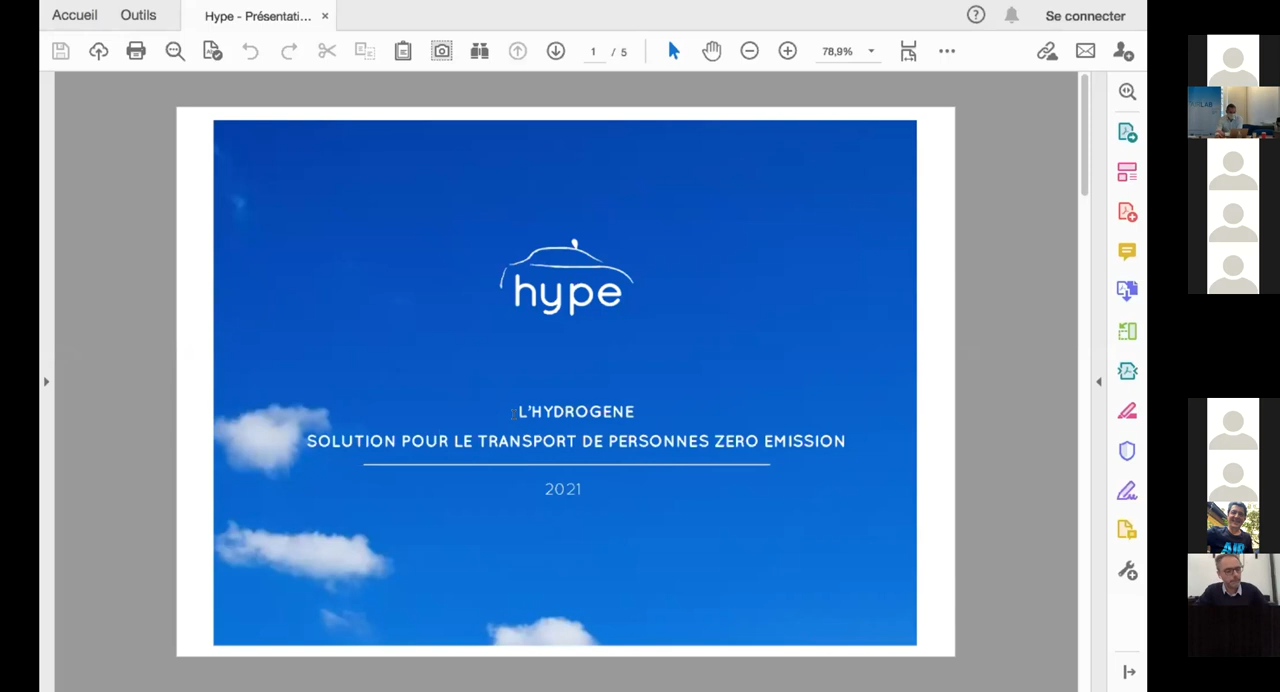 Accueil
Outils
Hype - Présentati...
Se connecter
1 / 5
78,9%
hype
L'HYDROGENE
SOLUTION POUR LE TRANSPORT DE PERSONNES ZERO EMISSION
2021
AIR